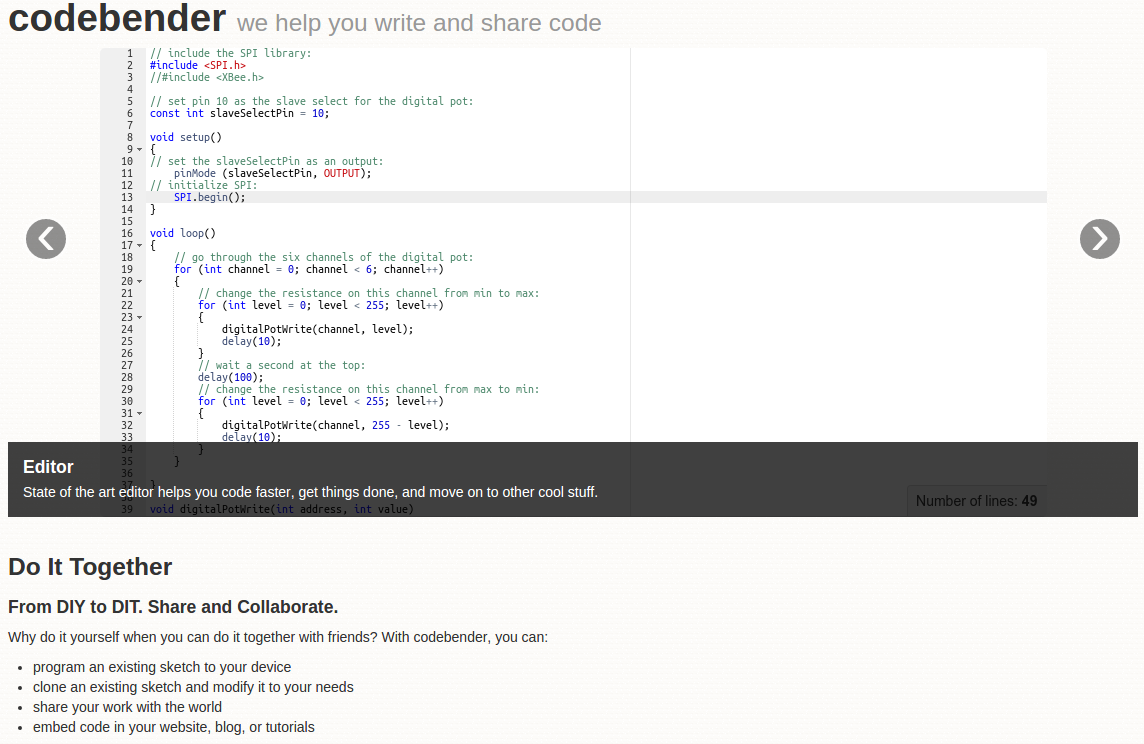 codebender we help you write and share code
1 // include the SPI library:
2 #include <SPI.h>
3 //#include <XBee.h>
4
5 // set pin 10 as the slave select for the digital pot:
6 const int slaveSelectPin = 10;
7
8 void setup()
9 {
10 // set the slaveSelectPin as an output:
11 pinMode (slaveSelectPin, OUTPUT);
12 // initialize SPI:
13 SPI.begin();
14 }
15
16 void loop()
17 {
18 // go through the six channels of the digital pot:
19 for (int channel = 0; channel < 6; channel++)
20 {
21 // change the resistance on this channel from min to max:
22 for (int level = 0; level < 255; level++)
23 {
24 digitalPotWrite(channel, level);
25 delay(10);
26 }
27 // wait a second at the top:
28 delay(100);
29 // change the resistance on this channel from max to min:
30 for (int level = 0; level < 255; level++)
31 {
32 digitalPotWrite(channel, 255 - level);
33 delay(10);
34 }
35 }
36
37 }
39 void digitalPotWrite(int address, int value)
Editor
State of the art editor helps you code faster, get things done, and move on to other cool stuff.
Number of lines: 49
Do It Together
From DIY to DIT. Share and Collaborate.
Why do it yourself when you can do it together with friends? With codebender, you can:
• program an existing sketch to your device
• clone an existing sketch and modify it to your needs
• share your work with the world
• embed code in your website, blog, or tutorials